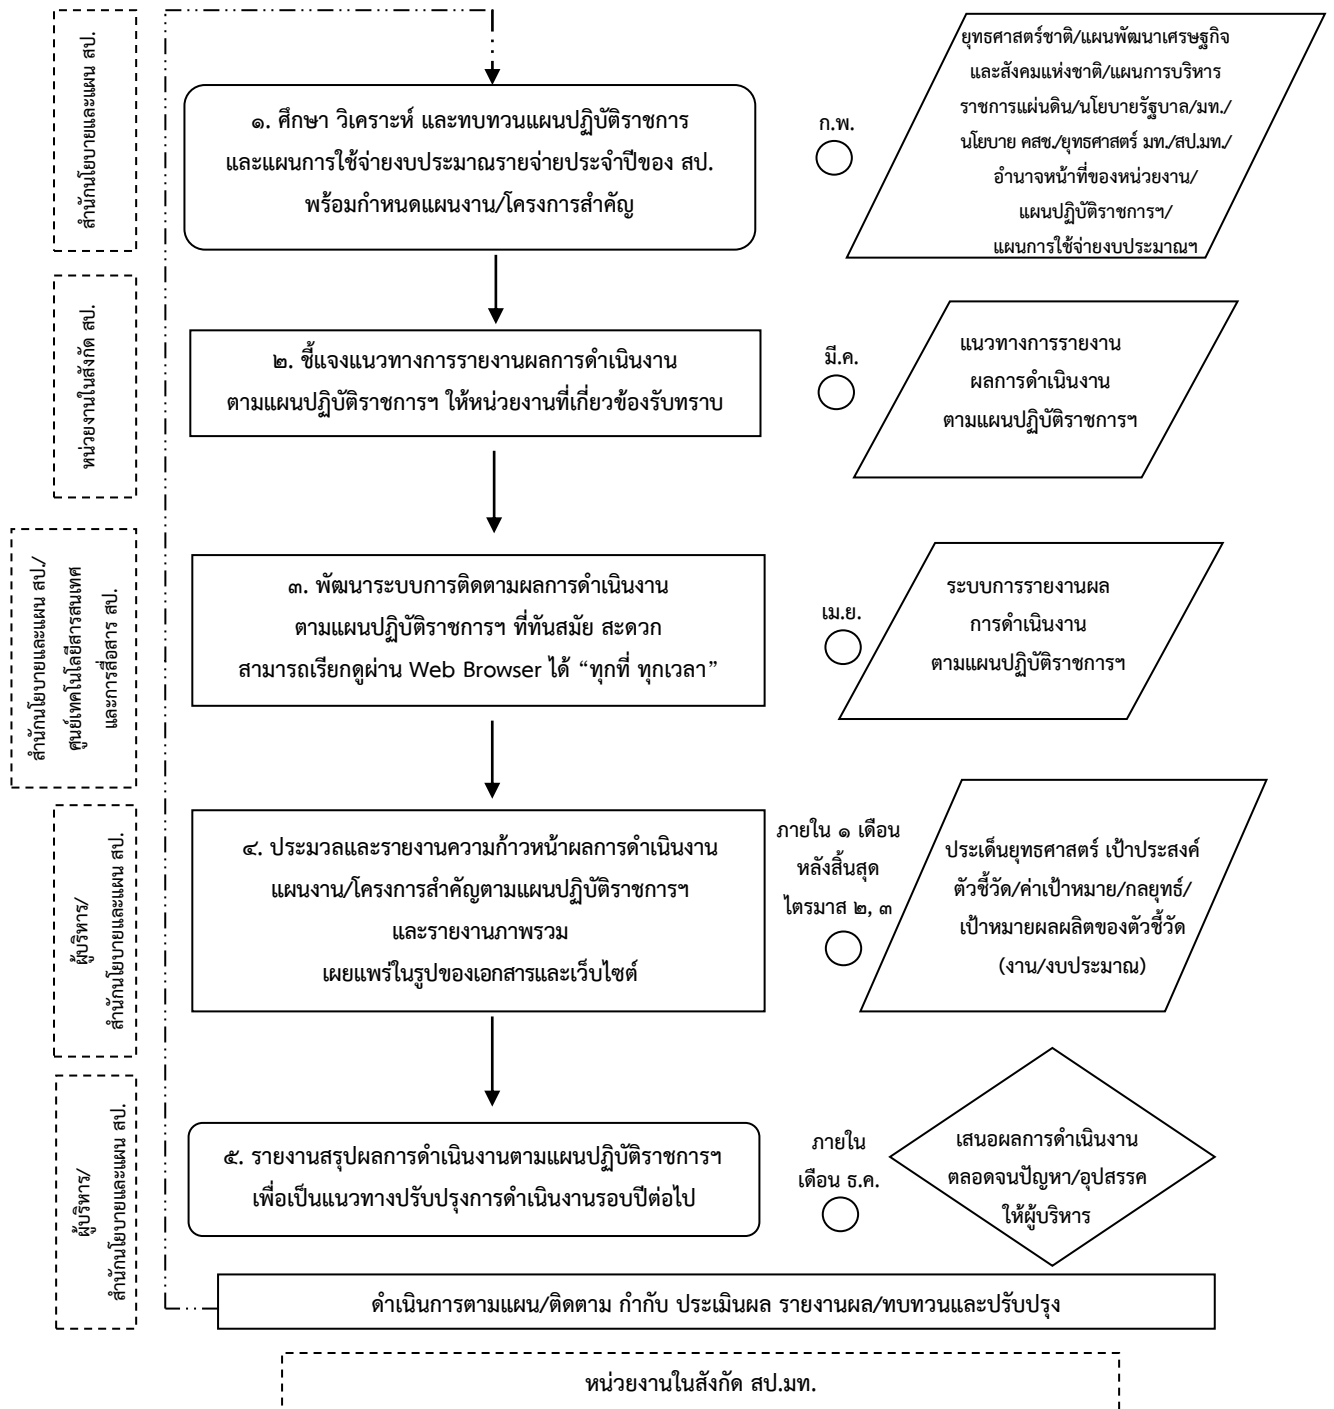 สำนักนโยบายและแผน สป.
๑. ศึกษา วิเคราะห์ และทบทวนแผนปฏิบัติราชการ
และแผนการใช้จ่ายงบประมาณรายจ่ายประจำปีของ สป.
พร้อมกำหนดแผนงาน/โครงการสำคัญ
ก.พ.
ยุทธศาสตร์ชาติ/แผนพัฒนาเศรษฐกิจ
และสังคมแห่งชาติ/แผนการบริหาร
ราชการแผ่นดิน/นโยบายรัฐบาล/มท./
นโยบาย คสช./ยุทธศาสตร์ มท./สป.มท./
อำนาจหน้าที่ของหน่วยงาน/
แผนปฏิบัติราชการฯ/
แผนการใช้จ่ายงบประมาณฯ
หน่วยงานในสังกัด สป.
๒. ชี้แจงแนวทางการรายงานผลการดำเนินงาน
ตามแผนปฏิบัติราชการฯ ให้หน่วยงานที่เกี่ยวข้องรับทราบ
มี.ค.
แนวทางการรายงาน
ผลการดำเนินงาน
ตามแผนปฏิบัติราชการฯ
สำนักนโยบายและแผน สป./
ศูนย์เทคโนโลยีสารสนเทศ
และการสื่อสาร สป.
๓. พัฒนาระบบการติดตามผลการดำเนินงาน
ตามแผนปฏิบัติราชการฯ ที่ทันสมัย สะดวก
สามารถเรียกดูผ่าน Web Browser ได้ “ทุกที่ ทุกเวลา”
เม.ย.
ระบบการรายงานผล
การดำเนินงาน
ตามแผนปฏิบัติราชการฯ
ผู้บริหาร/
สำนักนโยบายและแผน สป.
๔. ประมวลและรายงานความก้าวหน้าผลการดำเนินงาน
แผนงาน/โครงการสำคัญตามแผนปฏิบัติราชการฯ
และรายงานภาพรวม
เผยแพร่ในรูปของเอกสารและเว็บไซต์
ภายใน ๑ เดือน
หลังสิ้นสุด
ไตรมาส ๒, ๓
ประเด็นยุทธศาสตร์ เป้าประสงค์
ตัวชี้วัด/ค่าเป้าหมาย/กลยุทธ์/
เป้าหมายผลผลิตของตัวชี้วัด
(งาน/งบประมาณ)
ผู้บริหาร/
สำนักนโยบายและแผน สป.
๕. รายงานสรุปผลการดำเนินงานตามแผนปฏิบัติราชการฯ
เพื่อเป็นแนวทางปรับปรุงการดำเนินงานรอบปีต่อไป
ภายใน
เดือน ธ.ค.
เสนอผลการดำเนินงาน
ตลอดจนปัญหา/อุปสรรค
ให้ผู้บริหาร
ดำเนินการตามแผน/ติดตาม กำกับ ประเมินผล รายงานผล/ทบทวนและปรับปรุง
หน่วยงานในสังกัด สป.มท.